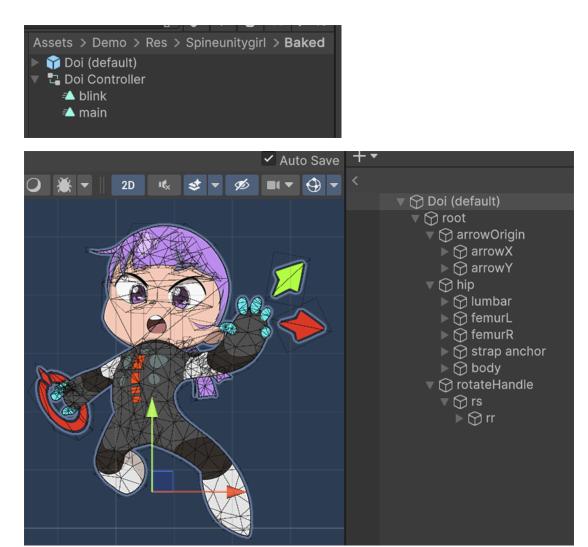 Assets > Demo > Res > Spineunitygirl > Baked
Doi (default)
Doi Controller
blink
main
Auto Save
2D
Doi (default)
root
arrowOrigin
arrowX
arrowY
hip
lumbar
femurL
femurR
strap anchor
body
rotateHandle
rs
rr